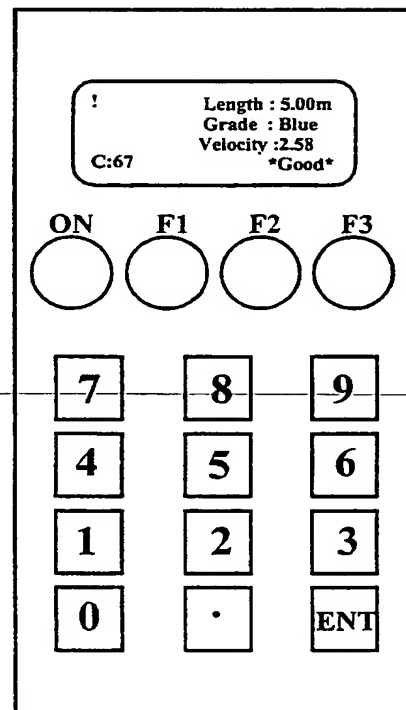 ! Length : 5.00m
Grade : Blue
Velocity :2.58
C:67 *Good*
ON F1 F2 F3
7 8 9
4 5 6
1 2 3
0 . ENT